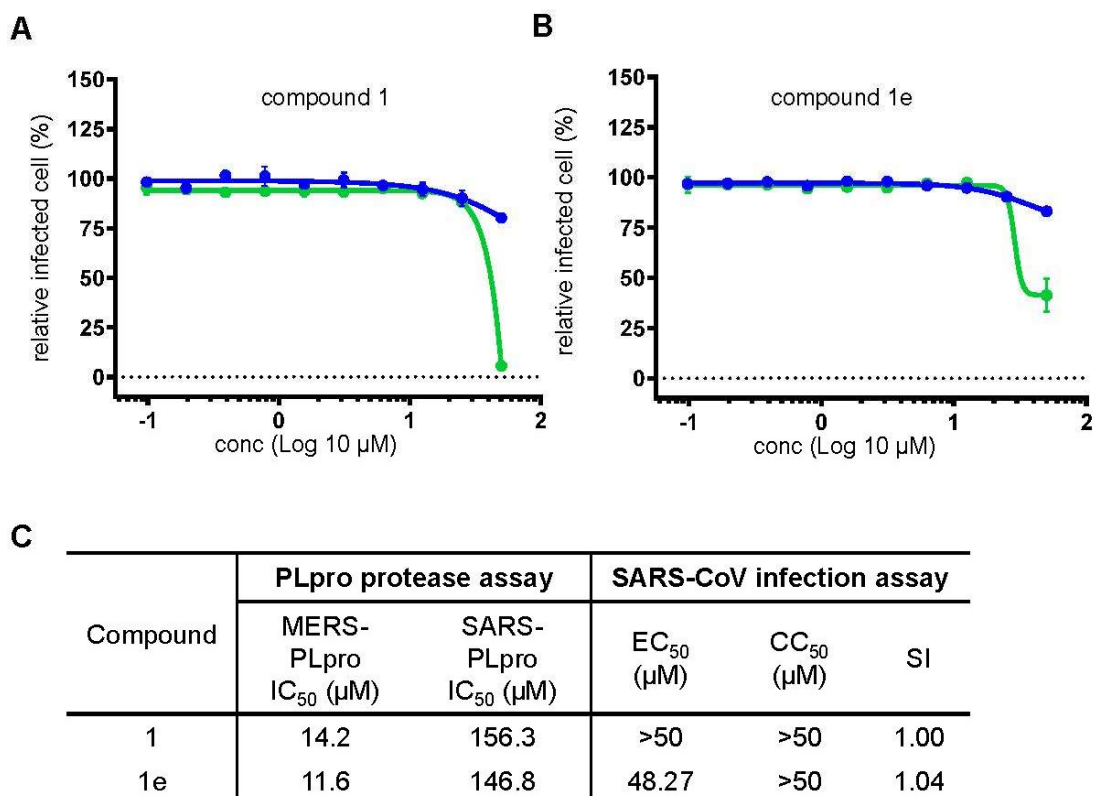 A
compound 1
relative infected cell (%)
150
125
100
75
50
25
0
-1
0
1
2
conc (Log 10 µM)
B
compound 1e
relative infected cell (%)
150
125
100
75
50
25
0
-1
0
1
2
conc (Log 10 µM)
C
Compound
PLpro protease assay
SARS-CoV infection assay
MERS-
PLpro
IC50 (µM)
SARS-
PLpro
IC50 (µM)
EC50
(µM)
CC50
(µM)
SI
1 14.2 156.3 >50 >50 1.00
1e 11.6 146.8 48.27 >50 1.04